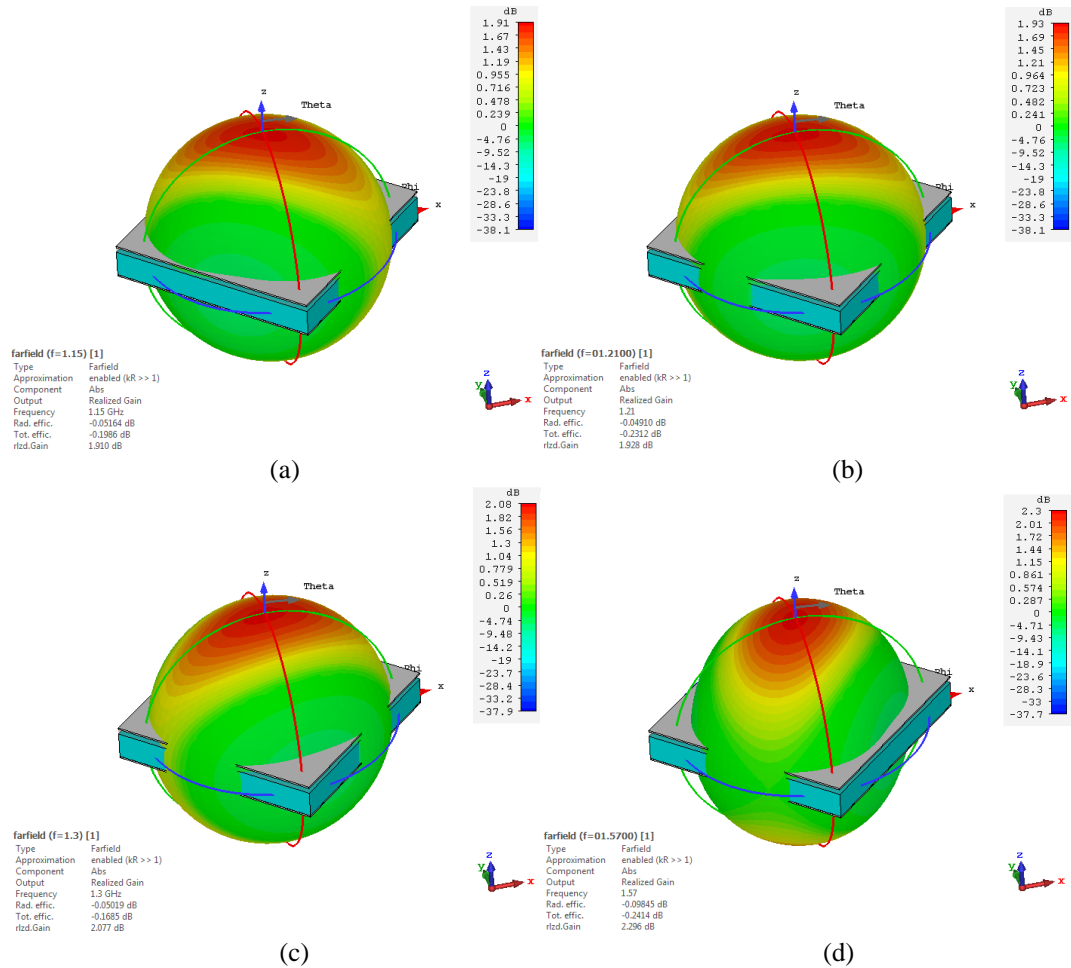 dB
1.91
1.67
1.43
1.19
0.955
0.716
0.478
0.239
0
-4.76
-9.52
-14.3
-19
-23.8
-28.6
-33.3
-38.1
z
Theta
Phi
x
farfield (f=1.15) [1]
Type Farfield
Approximation enabled (kR >> 1)
Component Abs
Output Realized Gain
Frequency 1.15 GHz
Rad. effic. -0.05164 dB
Tot. effic. -0.1986 dB
rlzd.Gain 1.910 dB
z
y
x
(a)
dB
1.93
1.69
1.45
1.21
0.964
0.723
0.482
0.241
0
-4.76
-9.52
-14.3
-19
-23.8
-28.6
-33.3
-38.1
z
Theta
Phi
x
farfield (f=01.2100) [1]
Type Farfield
Approximation enabled (kR >> 1)
Component Abs
Output Realized Gain
Frequency 1.21
Rad. effic. -0.04910 dB
Tot. effic. -0.2312 dB
rlzd.Gain 1.928 dB
z
y
x
(b)
dB
2.08
1.82
1.56
1.3
1.04
0.779
0.519
0.26
0
-4.74
-9.48
-14.2
-19
-23.7
-28.4
-33.2
-37.9
z
Theta
Phi
x
farfield (f=1.3) [1]
Type Farfield
Approximation enabled (kR >> 1)
Component Abs
Output Realized Gain
Frequency 1.3 GHz
Rad. effic. -0.05019 dB
Tot. effic. -0.1685 dB
rlzd.Gain 2.077 dB
z
y
x
(c)
dB
2.3
2.01
1.72
1.44
1.15
0.861
0.574
0.287
0
-4.71
-9.43
-14.1
-18.9
-23.6
-28.3
-33
-37.7
z
Theta
Phi
x
farfield (f=01.5700) [1]
Type Farfield
Approximation enabled (kR >> 1)
Component Abs
Output Realized Gain
Frequency 1.57
Rad. effic. -0.09845 dB
Tot. effic. -0.2414 dB
rlzd.Gain 2.296 dB
z
y
x
(d)